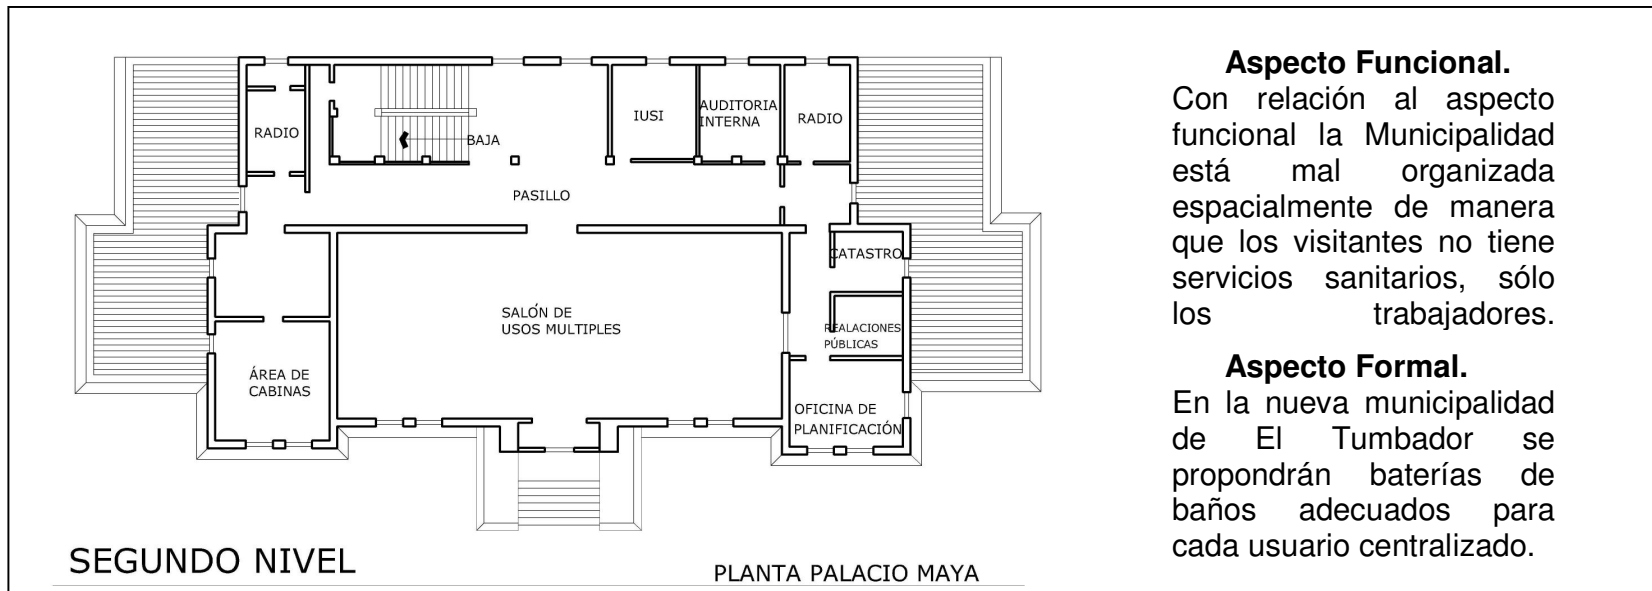 RADIO
BAJA
IUSI
AUDITORIA
INTERNA
RADIO
PASILLO
CATASTRO
SALÓN DE
USOS MULTIPLES
REALACIONES
PÚBLICAS
ÁREA DE
CABINAS
OFICINA DE
PLANIFICACIÓN
SEGUNDO NIVEL
PLANTA PALACIO MAYA
Aspecto Funcional.
Con relación al aspecto
funcional la Municipalidad
está mal organizada
espacialmente de manera
que los visitantes no tiene
servicios sanitarios, sólo
los trabajadores.
Aspecto Formal.
En la nueva municipalidad
de El Tumbador se
propondrán baterías de
baños adecuados para
cada usuario centralizado.